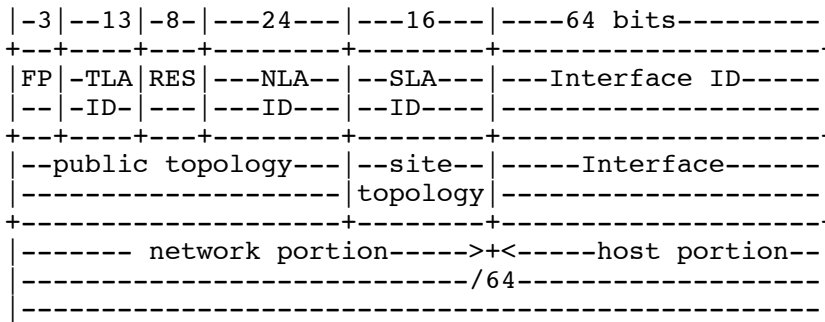 |-3|--13|-8-|---24---|---16---|----64 bits---------
+--+----+---+--------+--------+--------------------+
|FP|-TLA|RES|---NLA--|--SLA---|---Interface ID-----
|--|-ID-|---|---ID---|--ID----|--------------------
+--+----+---+--------+--------+--------------------+
|--public topology---|--site--|-----Interface------
|--------------------|topology|--------------------
+--------------------+--------+--------------------+
|------- network portion----->+<-----host portion--
|----------------------------/64-------------------
|--------------------------------------------------